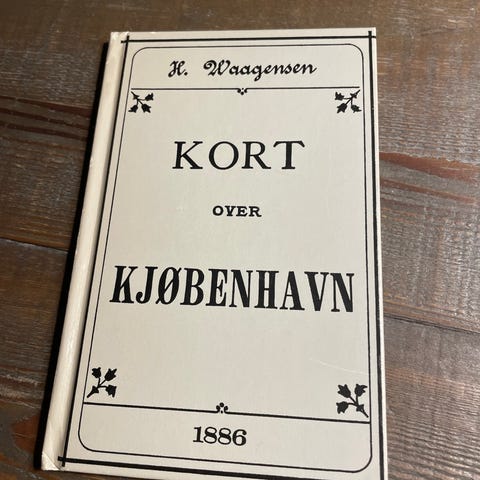 H. Waagensen
KORT
OVER
KJØBENHAVN
1886